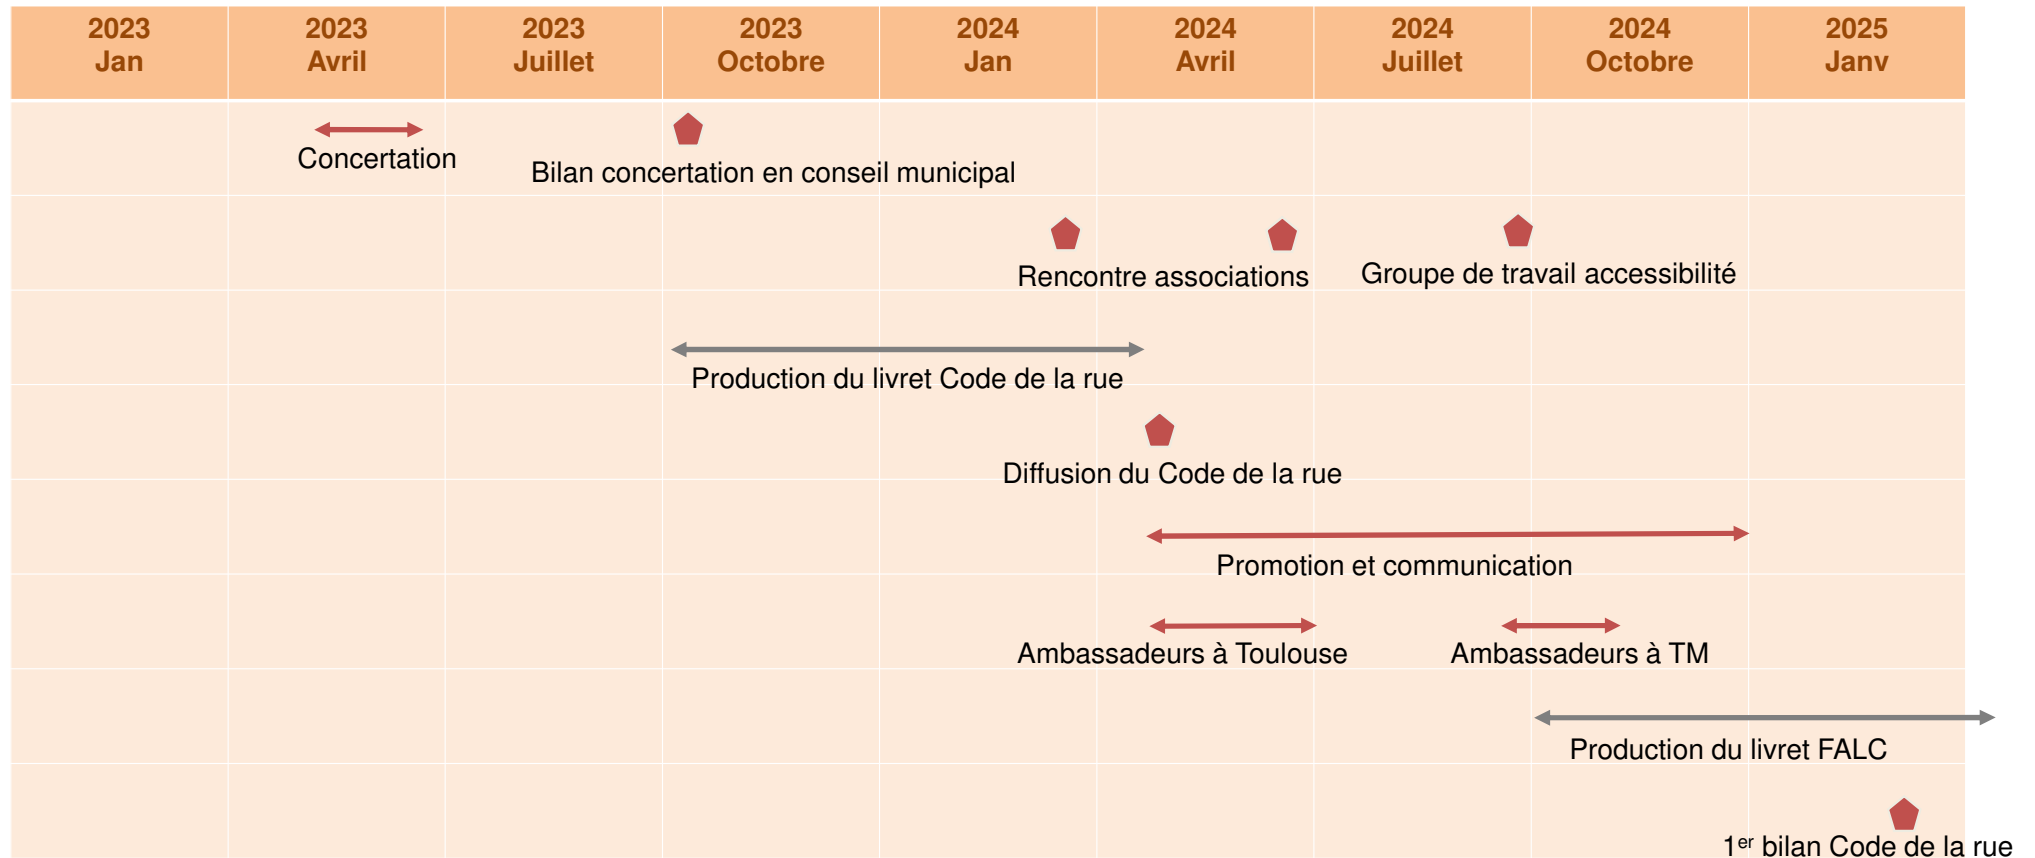 2023
Jan
2023
Avril
2023
Juillet
2023
Octobre
2024
Jan
2024
Avril
2024
Juillet
2024
Octobre
2025
Janv
Concertation
Bilan concertation en conseil municipal
Rencontre associations
Groupe de travail accessibilité
Production du livret Code de la rue
Diffusion du Code de la rue
Promotion et communication
Ambassadeurs à Toulouse
Ambassadeurs à TM
Production du livret FALC
1er bilan Code de la rue